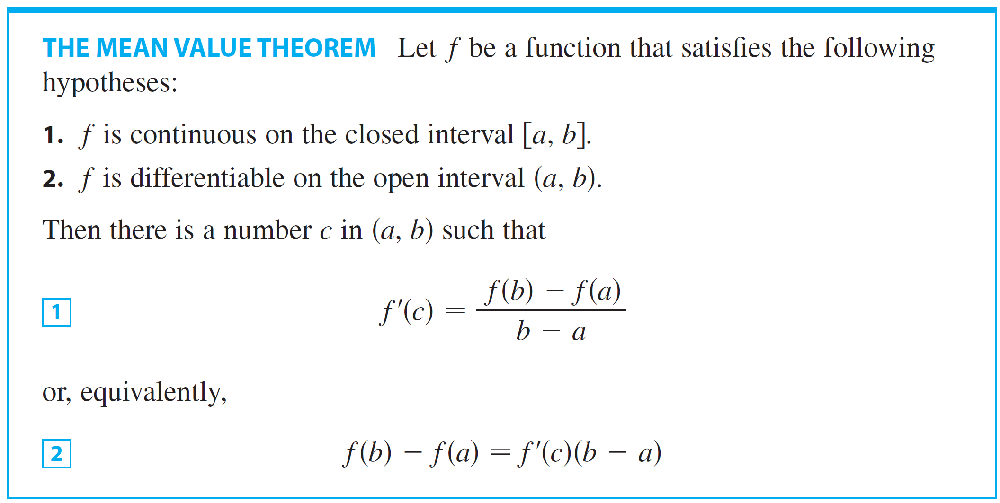 THE MEAN VALUE THEOREM Let f be a function that satisfies the following
hypotheses:
1. f is continuous on the closed interval [a, b].
2. f is differentiable on the open interval (a, b).
Then there is a number c in (a, b) such that
1 f′(c) = \frac{f(b) − f(a)}{b − a}
or, equivalently,
2 f(b) − f(a) = f′(c)(b − a)